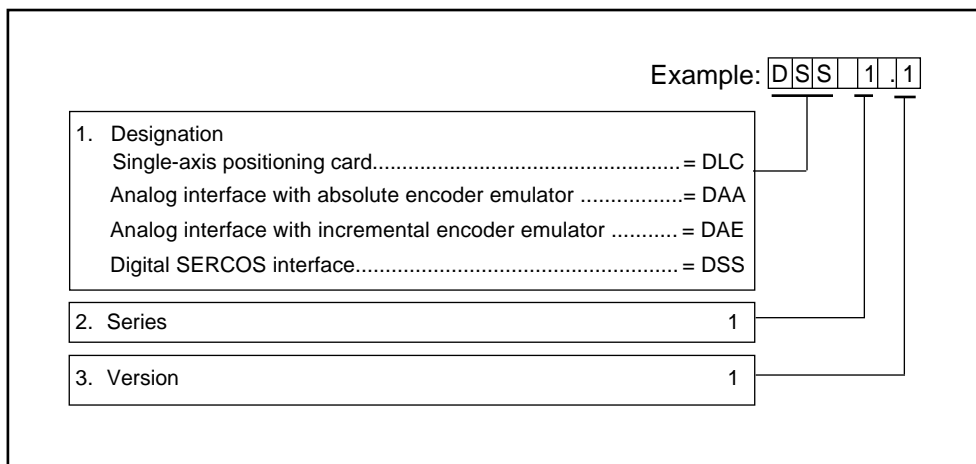 Example: DSS 1.1
1. Designation
Single-axis positioning card.................................................... = DLC
Analog interface with absolute encoder emulator .................= DAA
Analog interface with incremental encoder emulator ........... = DAE
Digital SERCOS interface...................................................... = DSS
2. Series 1
3. Version 1